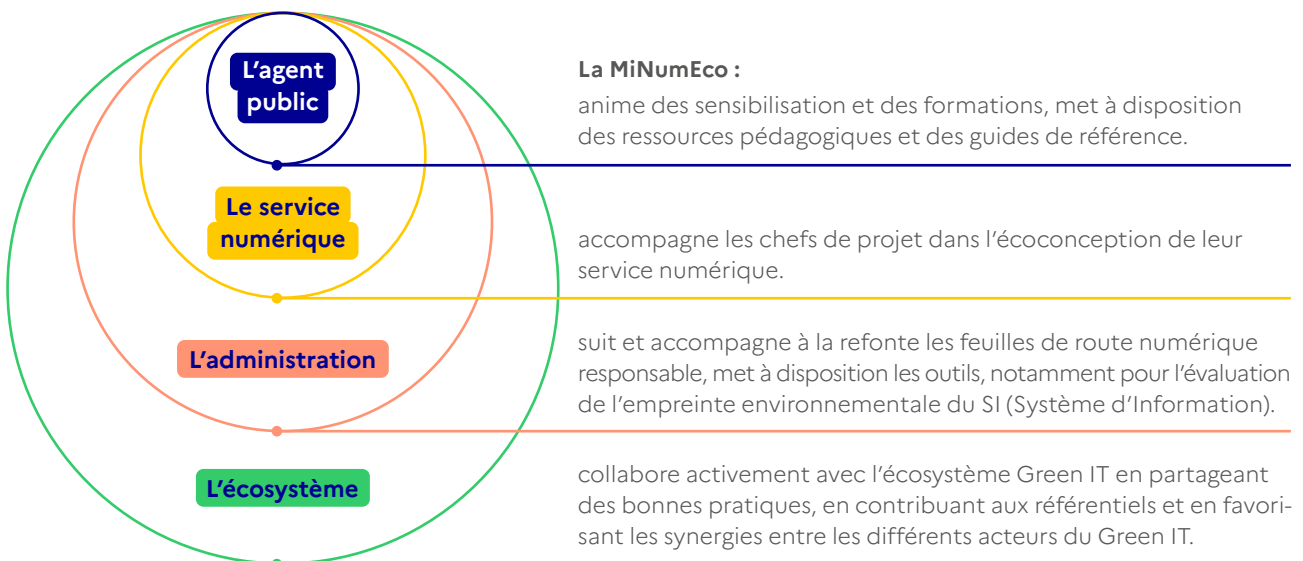 L'agent
public
La MiNumEco :
anime des sensibilisation et des formations, met à disposition
des ressources pédagogiques et des guides de référence.
Le service
numérique
accompagne les chefs de projet dans l'écoconception de leur
service numérique.
L'administration
suit et accompagne à la refonte les feuilles de route numérique
responsable, met à disposition les outils, notamment pour l'évaluation
de l'empreinte environnementale du SI (Système d'Information).
L'écosystème
collabore activement avec l'écosystème Green IT en partageant
des bonnes pratiques, en contribuant aux référentiels et en favori-
sant les synergies entre les différents acteurs du Green IT.